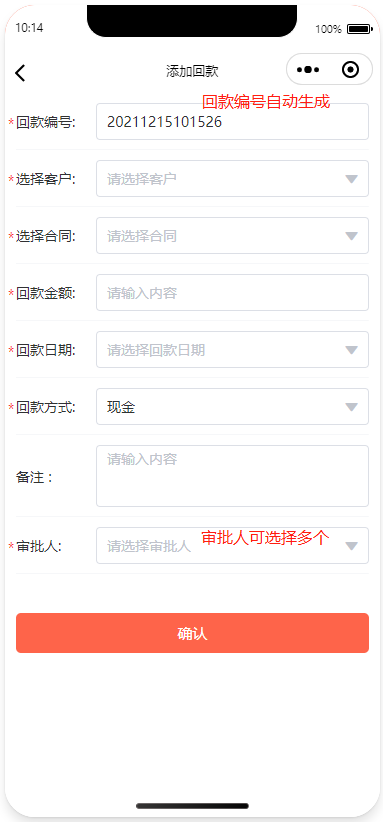 10:14
100%
添加回款
回款编号自动生成
*回款编号:
20211215101526
*选择客户:
请选择客户
*选择合同:
请选择合同
*回款金额:
请输入内容
*回款日期:
请选择回款日期
*回款方式:
现金
备注：
请输入内容
审批人可选择多个
*审批人:
请选择审批人
确认